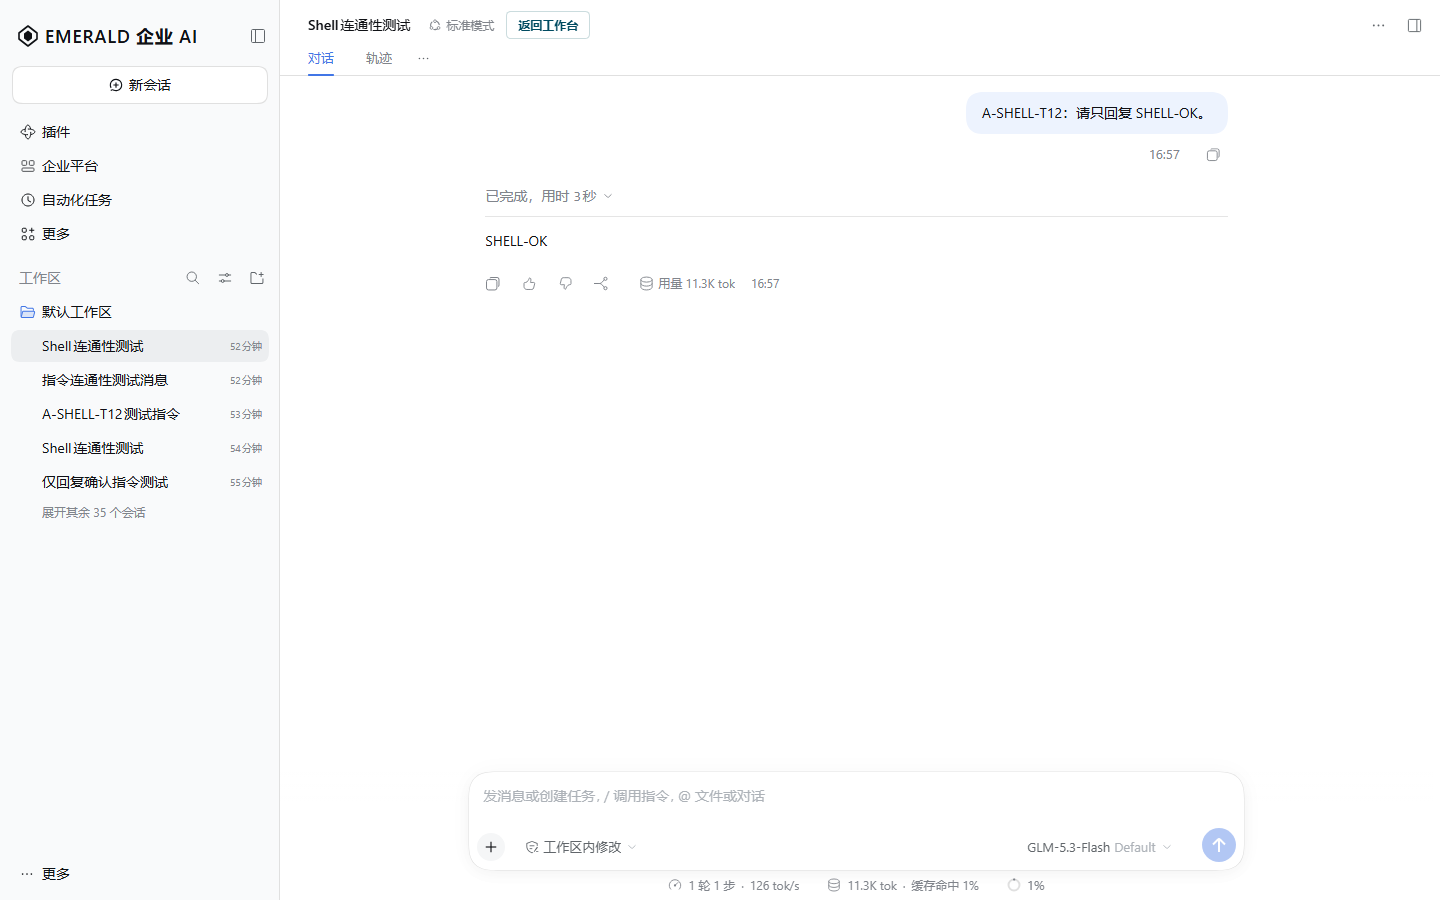 EMERALD 企业 AI
新会话
插件
企业平台
自动化任务
更多
工作区
默认工作区
Shell连通性测试 52分钟
指令连通性测试消息 52分钟
A-SHELL-T12测试指令 53分钟
Shell连通性测试 54分钟
仅回复确认指令测试 55分钟
展开其余 35 个会话
更多
Shell连通性测试 标准模式 返回工作台
对话 轨迹
A-SHELL-T12：请只回复 SHELL-OK。
16:57
已完成，用时 3秒
SHELL-OK
用量 11.3K tok 16:57
发消息或创建任务, / 调用指令, @ 文件或对话
工作区内修改 GLM-5.3-Flash Default
1 轮 1 步 · 126 tok/s 11.3K tok · 缓存命中 1% 1%